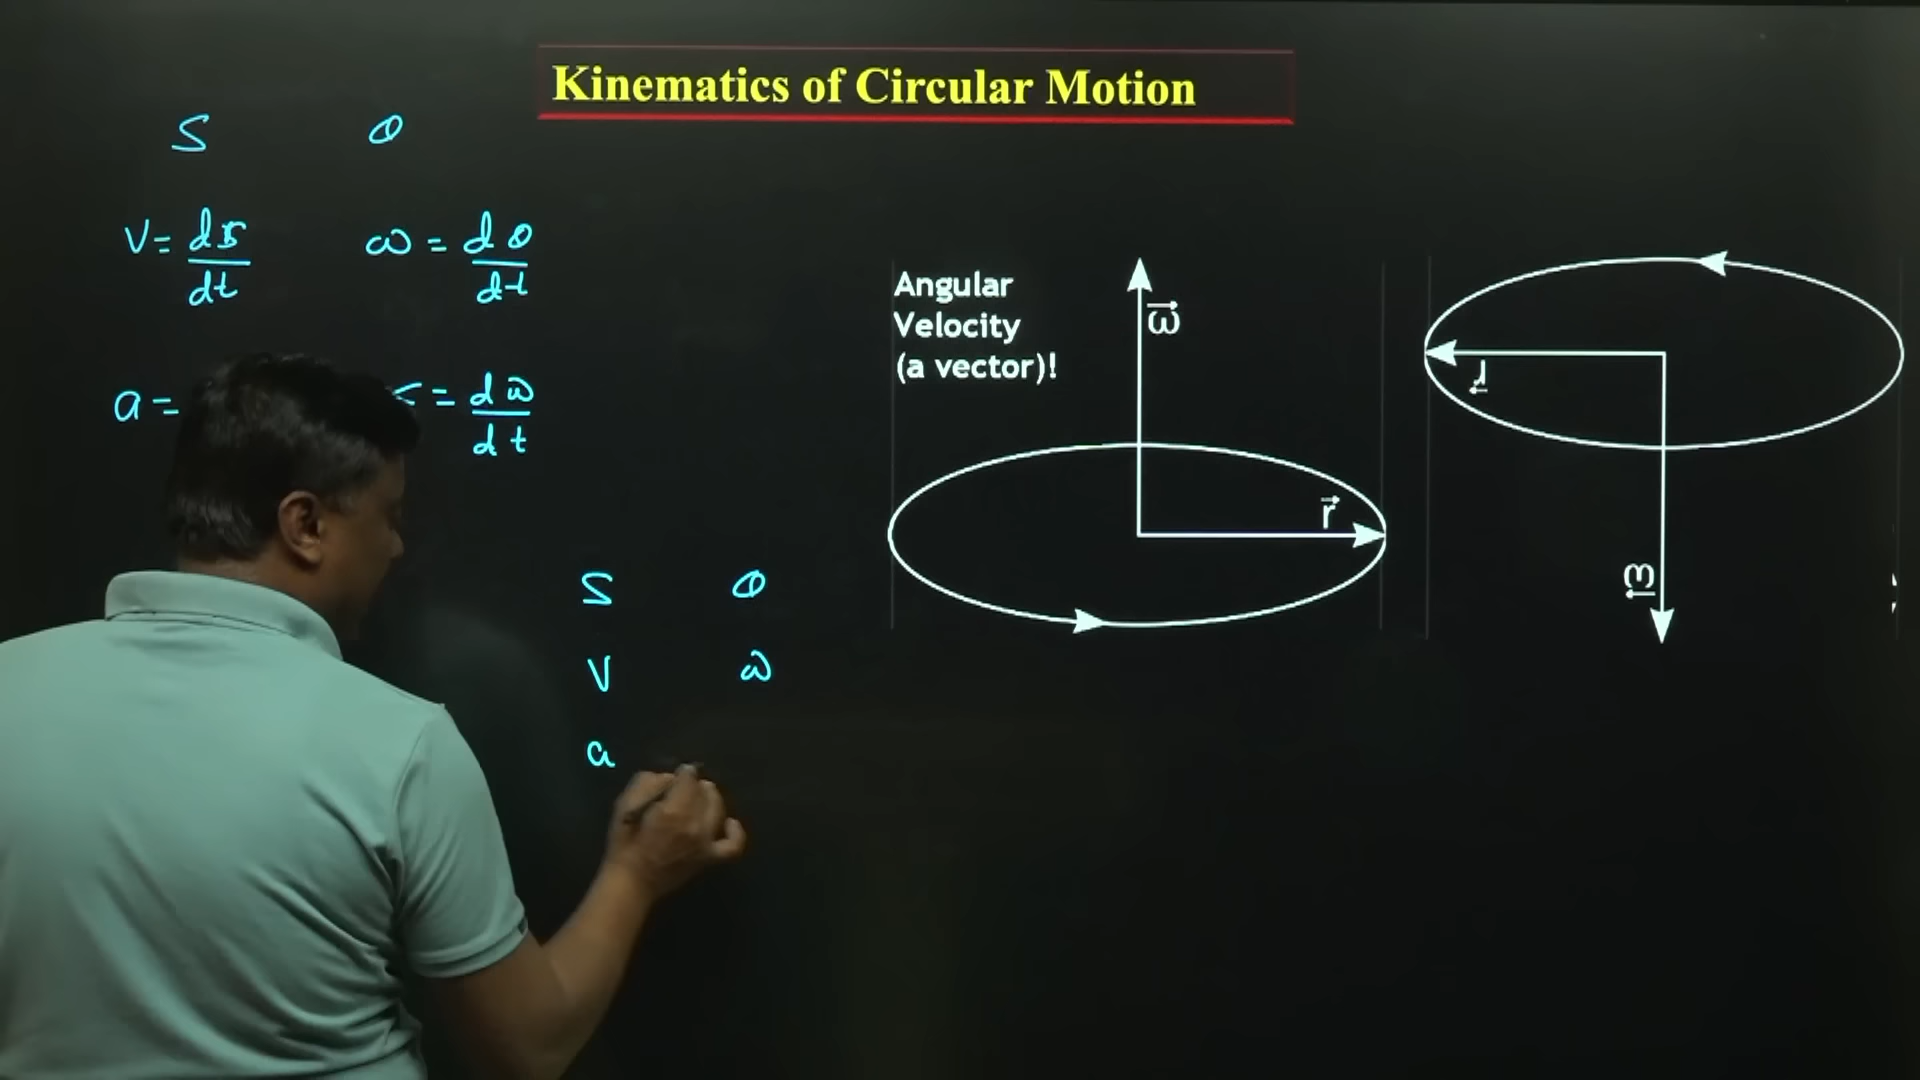 Kinematics of Circular Motion
S θ
V = ds/dt ω = dθ/dt
a = = dω/dt
Angular
Velocity
(a vector)!
ω⃗
r⃗
r⃗
ω⃗
S θ
V ω
a